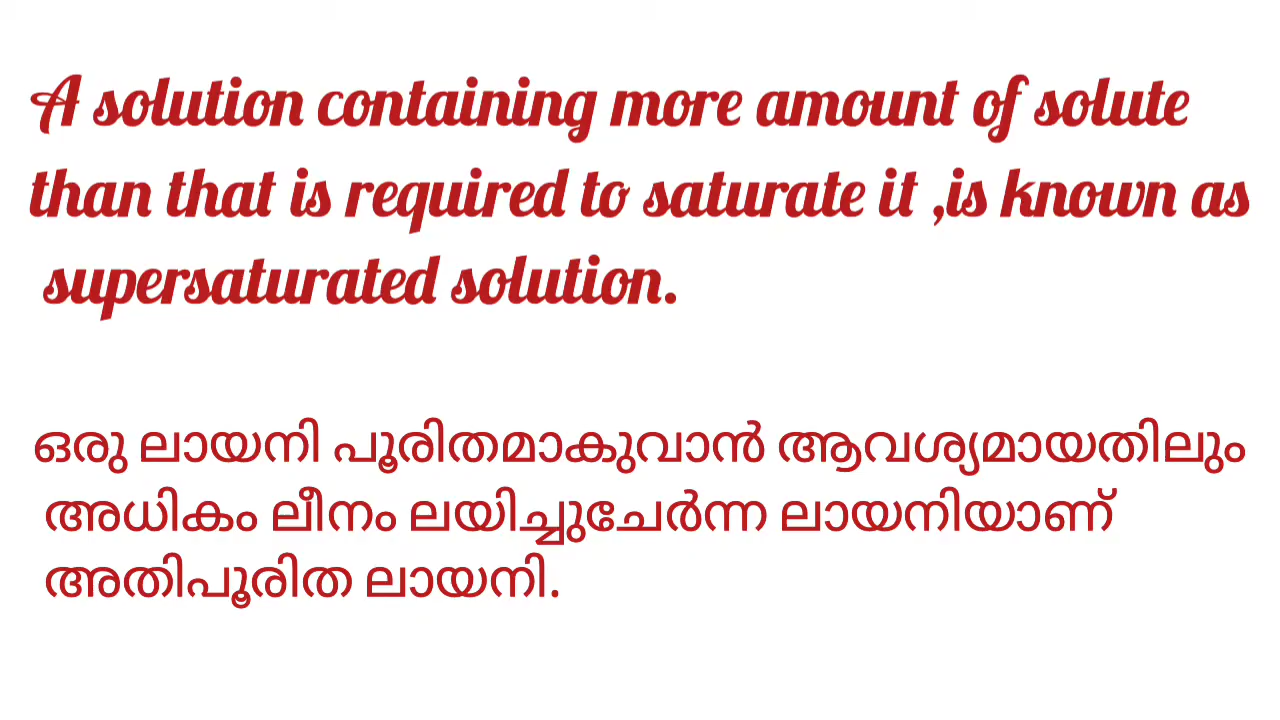 A solution containing more amount of solute
than that is required to saturate it ,is known as
supersaturated solution.
ഒരു ലായനി പൂരിതമാകുവാൻ ആവശ്യമായതിലും
അധികം ലീനം ലയിച്ചുചേർന്ന ലായനിയാണ്
അതിപൂരിത ലായനി.